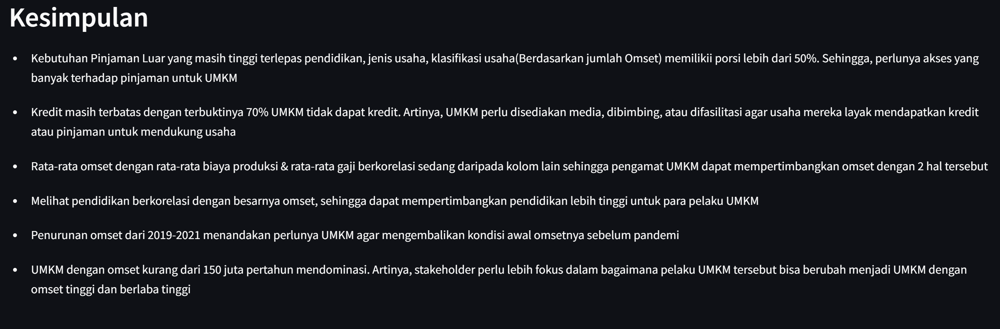 Kesimpulan
• Kebutuhan Pinjaman Luar yang masih tinggi terlepas pendidikan, jenis usaha, klasifikasi usaha(Berdasarkan jumlah Omset) memilikii porsi lebih dari 50%. Sehingga, perlunya akses yang
banyak terhadap pinjaman untuk UMKM
• Kredit masih terbatas dengan terbuktinya 70% UMKM tidak dapat kredit. Artinya, UMKM perlu disediakan media, dibimbing, atau difasilitasi agar usaha mereka layak mendapatkan kredit
atau pinjaman untuk mendukung usaha
• Rata-rata omset dengan rata-rata biaya produksi & rata-rata gaji berkorelasi sedang daripada kolom lain sehingga pengamat UMKM dapat mempertimbangkan omset dengan 2 hal tersebut
• Melihat pendidikan berkorelasi dengan besarnya omset, sehingga dapat mempertimbangkan pendidikan lebih tinggi untuk para pelaku UMKM
• Penurunan omset dari 2019-2021 menandakan perlunya UMKM agar mengembalikan kondisi awal omsetnya sebelum pandemi
• UMKM dengan omset kurang dari 150 juta pertahun mendominasi. Artinya, stakeholder perlu lebih fokus dalam bagaimana pelaku UMKM tersebut bisa berubah menjadi UMKM dengan
omset tinggi dan berlaba tinggi